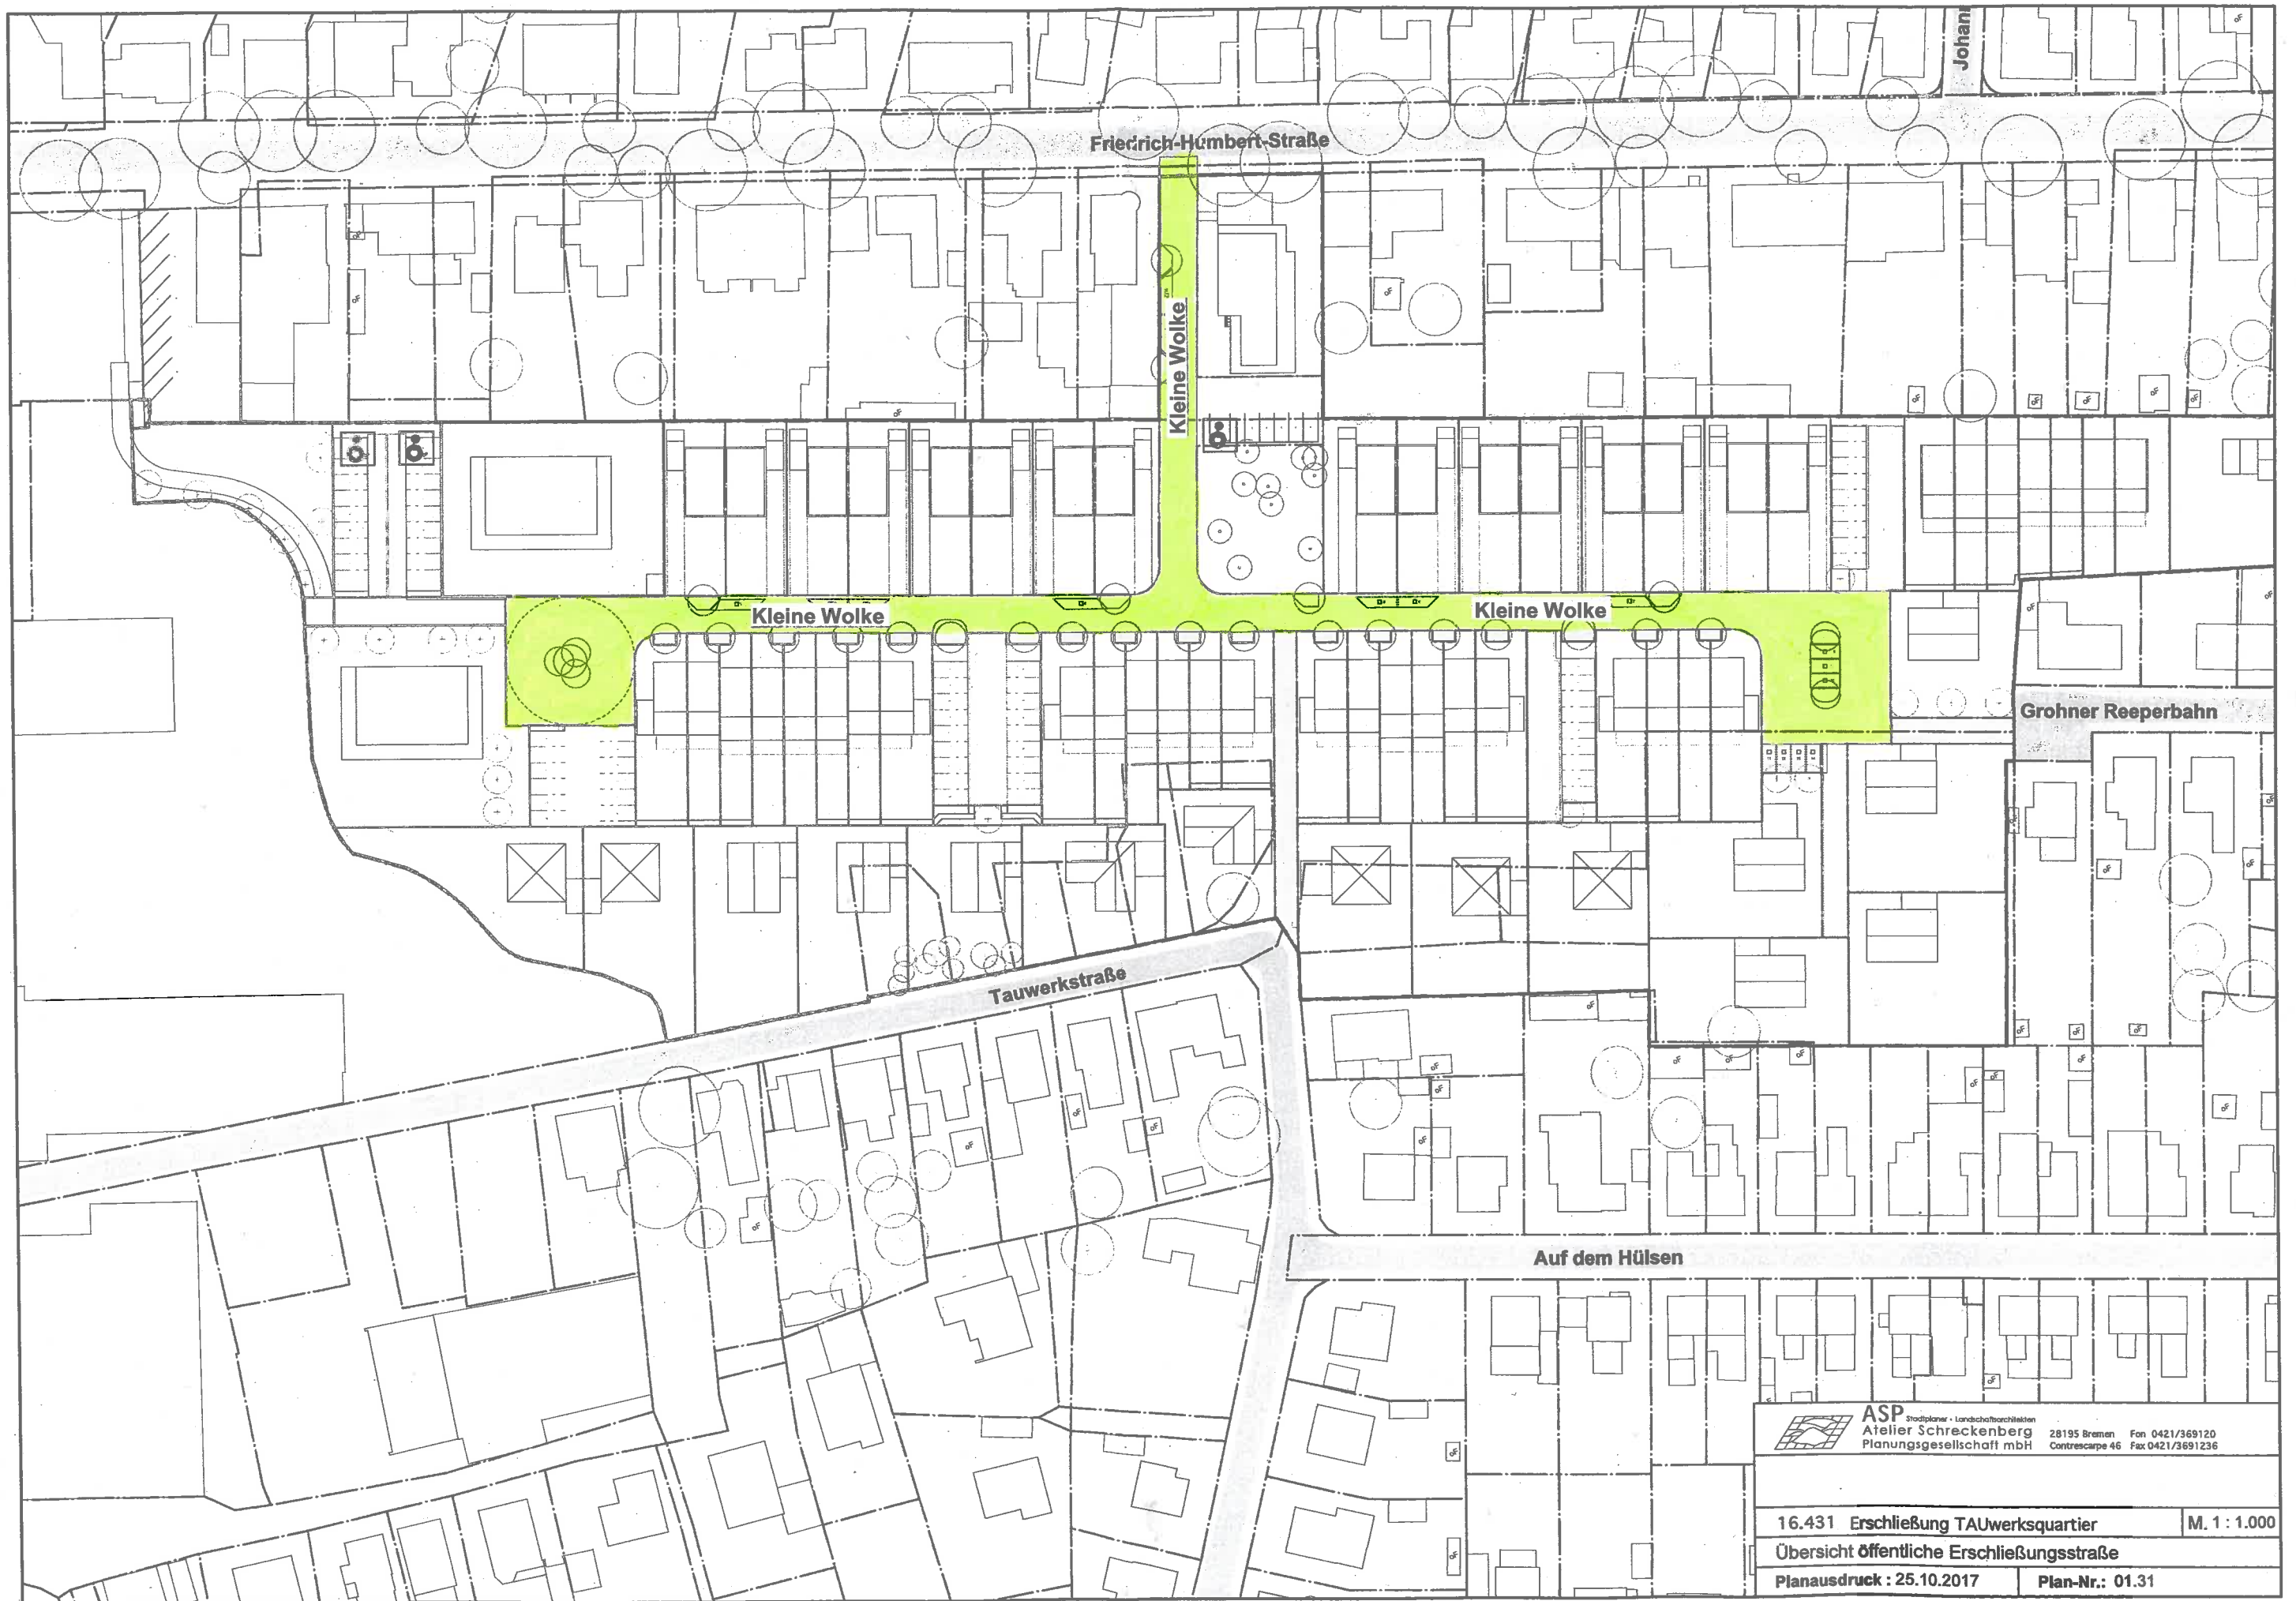 Johann
Friedrich-Humbert-Straße
Kleine Wolke
Kleine Wolke
Kleine Wolke
Grohner Reeperbahn
Tauwerkstraße
Auf dem Hülsen
ASP Stadtplaner - Landschaftsarchitekten
Atelier Schreckenberg 28195 Bremen Fon 0421/369120
Planungsgesellschaft mbH Contrescarpe 46 Fax 0421/3691236
16.431 Erschließung TAUwerksquartier M. 1 : 1.000
Übersicht öffentliche Erschließungsstraße
Planausdruck : 25.10.2017 Plan-Nr.: 01.31